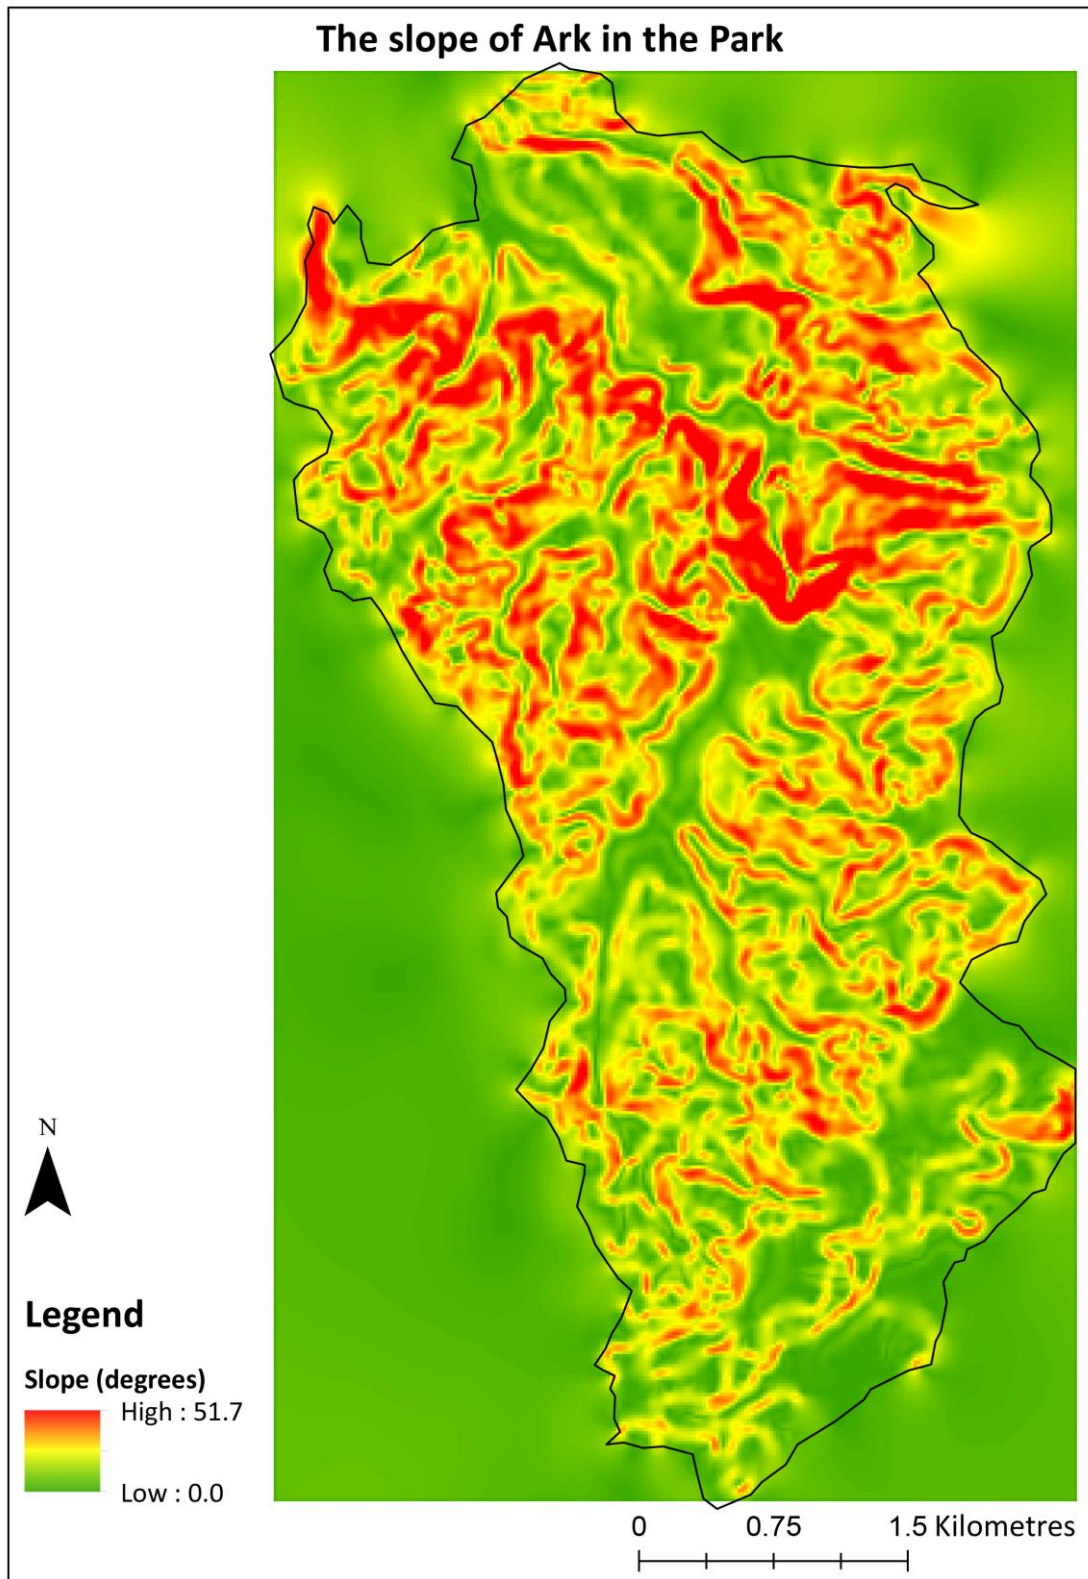 The slope of Ark in the Park
N
Legend
Slope (degrees)
High : 51.7
Low : 0.0
0 0.75 1.5 Kilometres